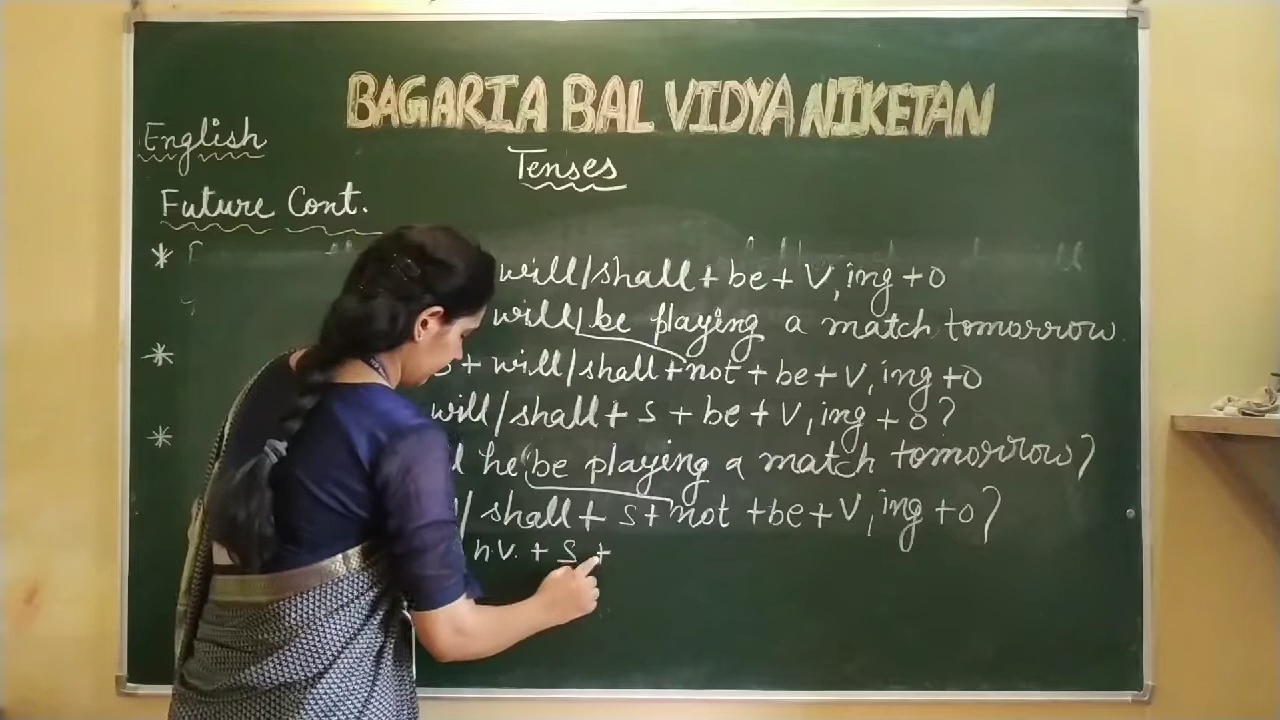 BAGARIA BAL VIDYA NIKETAN
English
Tenses
Future Cont.
* will/shall + be + V, ing + o
will be playing a match tomorrow.
* S + will/shall + not + be + V, ing + o
will/shall + S + be + V, ing + o?
* he be playing a match tomorrow?
/ shall + S + not + be + V, ing + o?
h.V. + S +